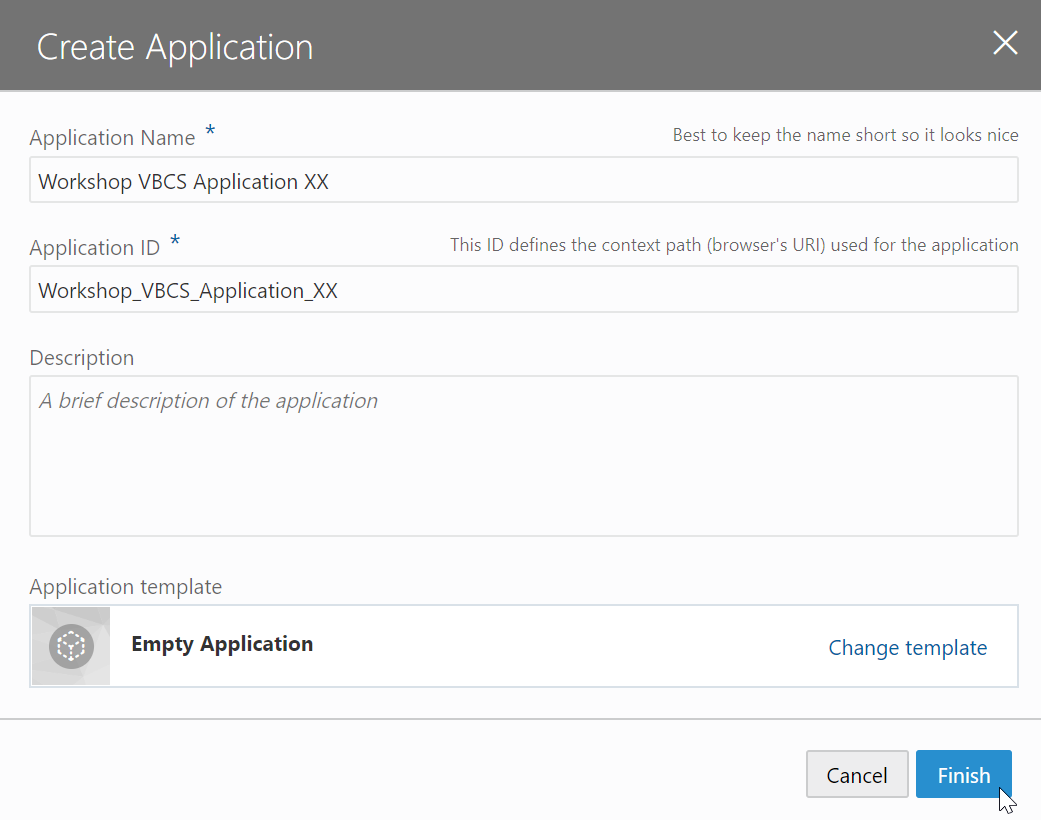 Create Application
Application Name *
Best to keep the name short so it looks nice
Workshop VBCS Application XX
Application ID *
This ID defines the context path (browser's URI) used for the application
Workshop_VBCS_Application_XX
Description
A brief description of the application
Application template
Empty Application
Change template
Cancel
Finish